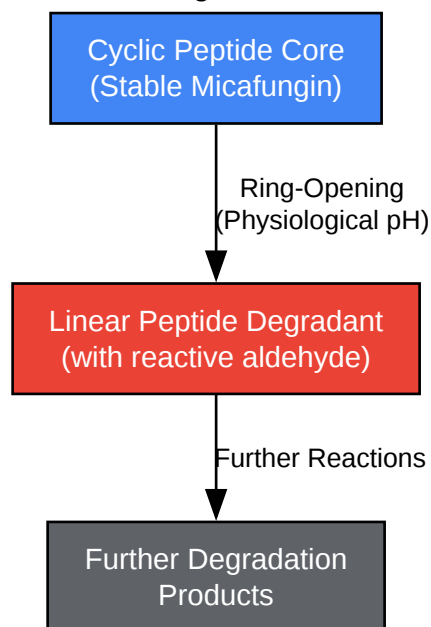 Cyclic Peptide Core
(Stable Micafungin)
Ring-Opening
(Physiological pH)
Linear Peptide Degradant
(with reactive aldehyde)
Further Reactions
Further Degradation
Products